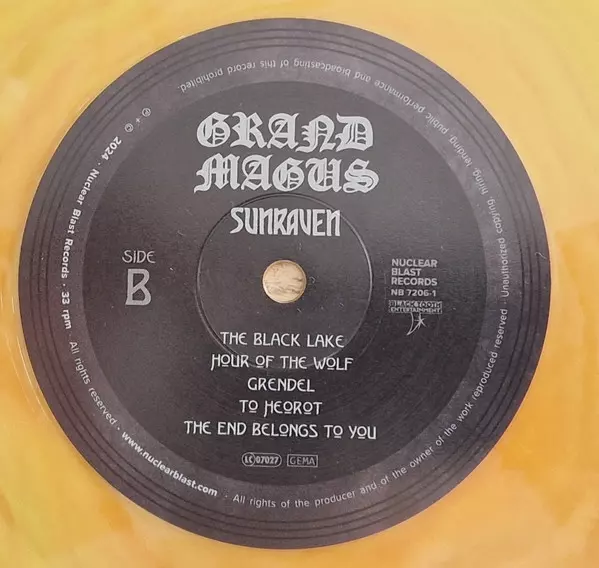 GRAND
MAGUS
SUNRAVEN
SIDE
B
NUCLEAR
BLAST
RECORDS
NB 7206-1
BLACK TOOTH
ENTERTAINMENT
THE BLACK LAKE
HOUR OF THE WOLF
GRENDEL
TO HEOROT
THE END BELONGS TO YOU
LC 07027 GEMA
℗ + © 2024 · Nuclear Blast Records · 33 rpm · All rights reserved · www.nuclearblast.com · All rights of the producer and of the owner of the work reproduced reserved · Unauthorized copying, hiring, lending, public performance and broadcasting of this record prohibited.